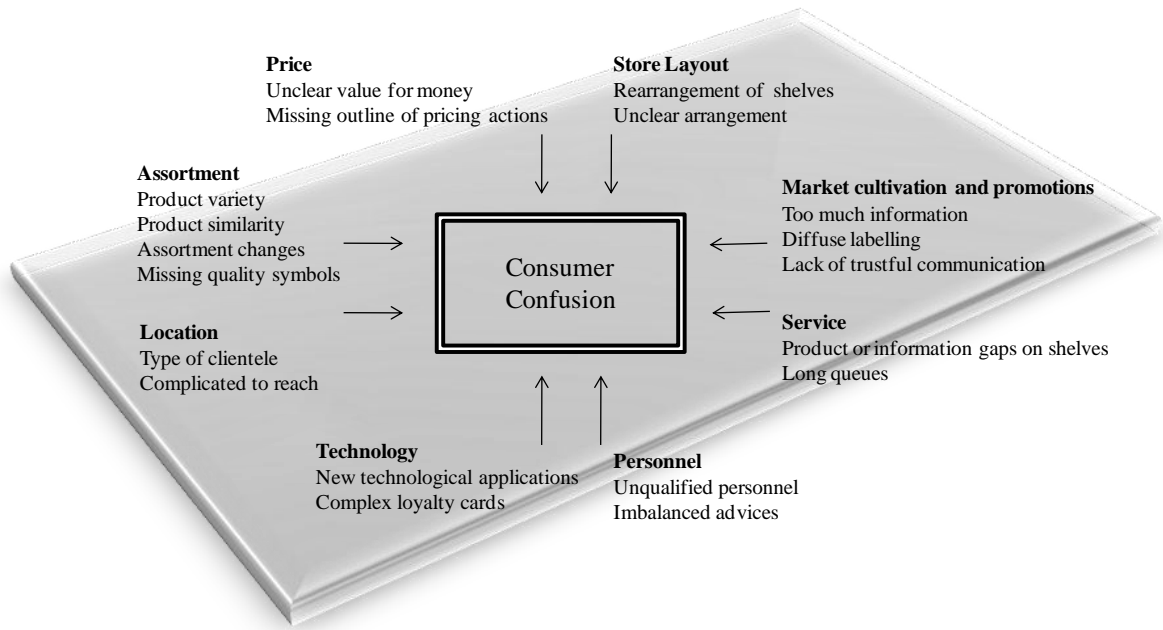 Price
Unclear value for money
Missing outline of pricing actions
Store Layout
Rearrangement of shelves
Unclear arrangement
Assortment
Product variety
Product similarity
Assortment changes
Missing quality symbols
Market cultivation and promotions
Too much information
Diffuse labelling
Lack of trustful communication
Consumer
Confusion
Location
Type of clientele
Complicated to reach
Service
Product or information gaps on shelves
Long queues
Technology
New technological applications
Complex loyalty cards
Personnel
Unqualified personnel
Imbalanced advices